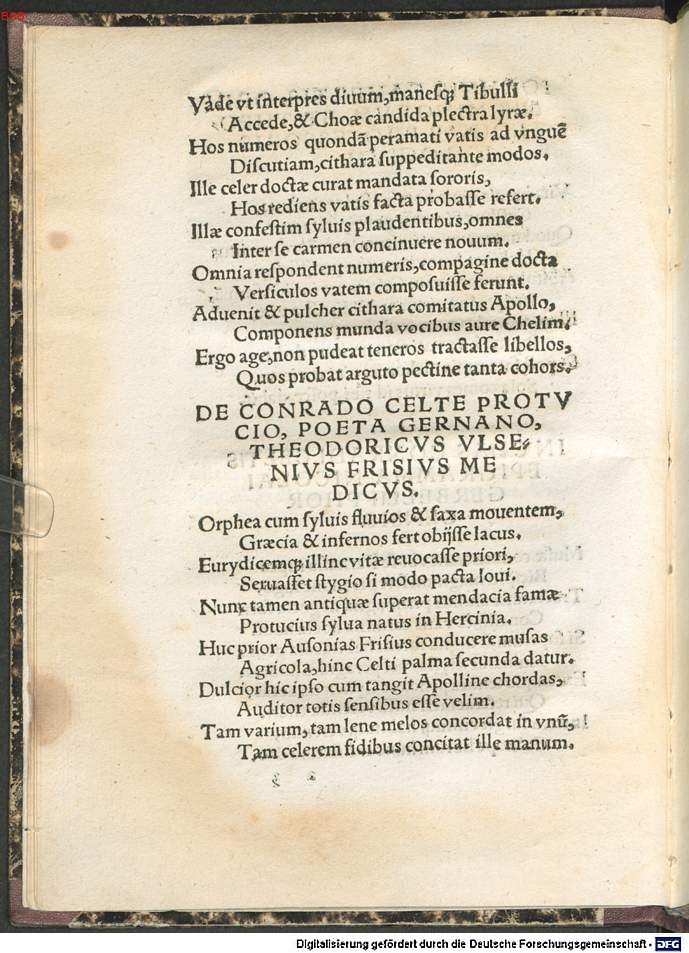 Vade vt interpres diuum, manesqꝫ Tibulli
Accede, & Choæ candida plectra lyræ.
Hos numeros quondã peramati vatis ad vnguẽ
Diſcutiam, cithara ſuppeditante modos.
Ille celer doctæ curat mandata ſororis,
Hos rediens vatis facta probaſſe refert.
Illæ confeſtim ſyluis plaudentibus, omnes
Inter ſe carmen concinuere nouum.
Omnia reſpondent numeris, compagine docta
Verſiculos vatem compoſuiſſe ferunt.
Aduenit & pulcher cithara comitatus Apollo,
Componens munda vocibus aure Chelim.
Ergo age, non pudeat teneros tractaſſe libellos,
Quos probat arguto pectine tanta cohors.
DE CONRADO CELTE PROTV
CIO, POETA GERNANO,
THEODORICVS VLSE-
NIVS FRISIVS ME
DICVS.
Orphea cum ſyluis fluuios & ſaxa mouentem,
Græcia & infernos fert obijſſe lacus.
Eurydicemqꝫ illinc vitæ reuocaſſe priori,
Seruaſſet ſtygio ſi modo pacta Ioui.
Nunc tamen antiquæ ſuperat mendacia famæ
Protucius ſylua natus in Hercinia.
Huc prior Auſonias Friſius conducere muſas
Agricola, hinc Celti palma ſecunda datur.
Dulcior hic ipſo cum tangit Apolline chordas,
Auditor totis ſenſibus eſſe velim.
Tam varium, tam lene melos concordat in vnũ,
Tam celerem fidibus concitat ille manum.
Digitalisierung gefördert durch die Deutsche Forschungsgemeinschaft - DFG